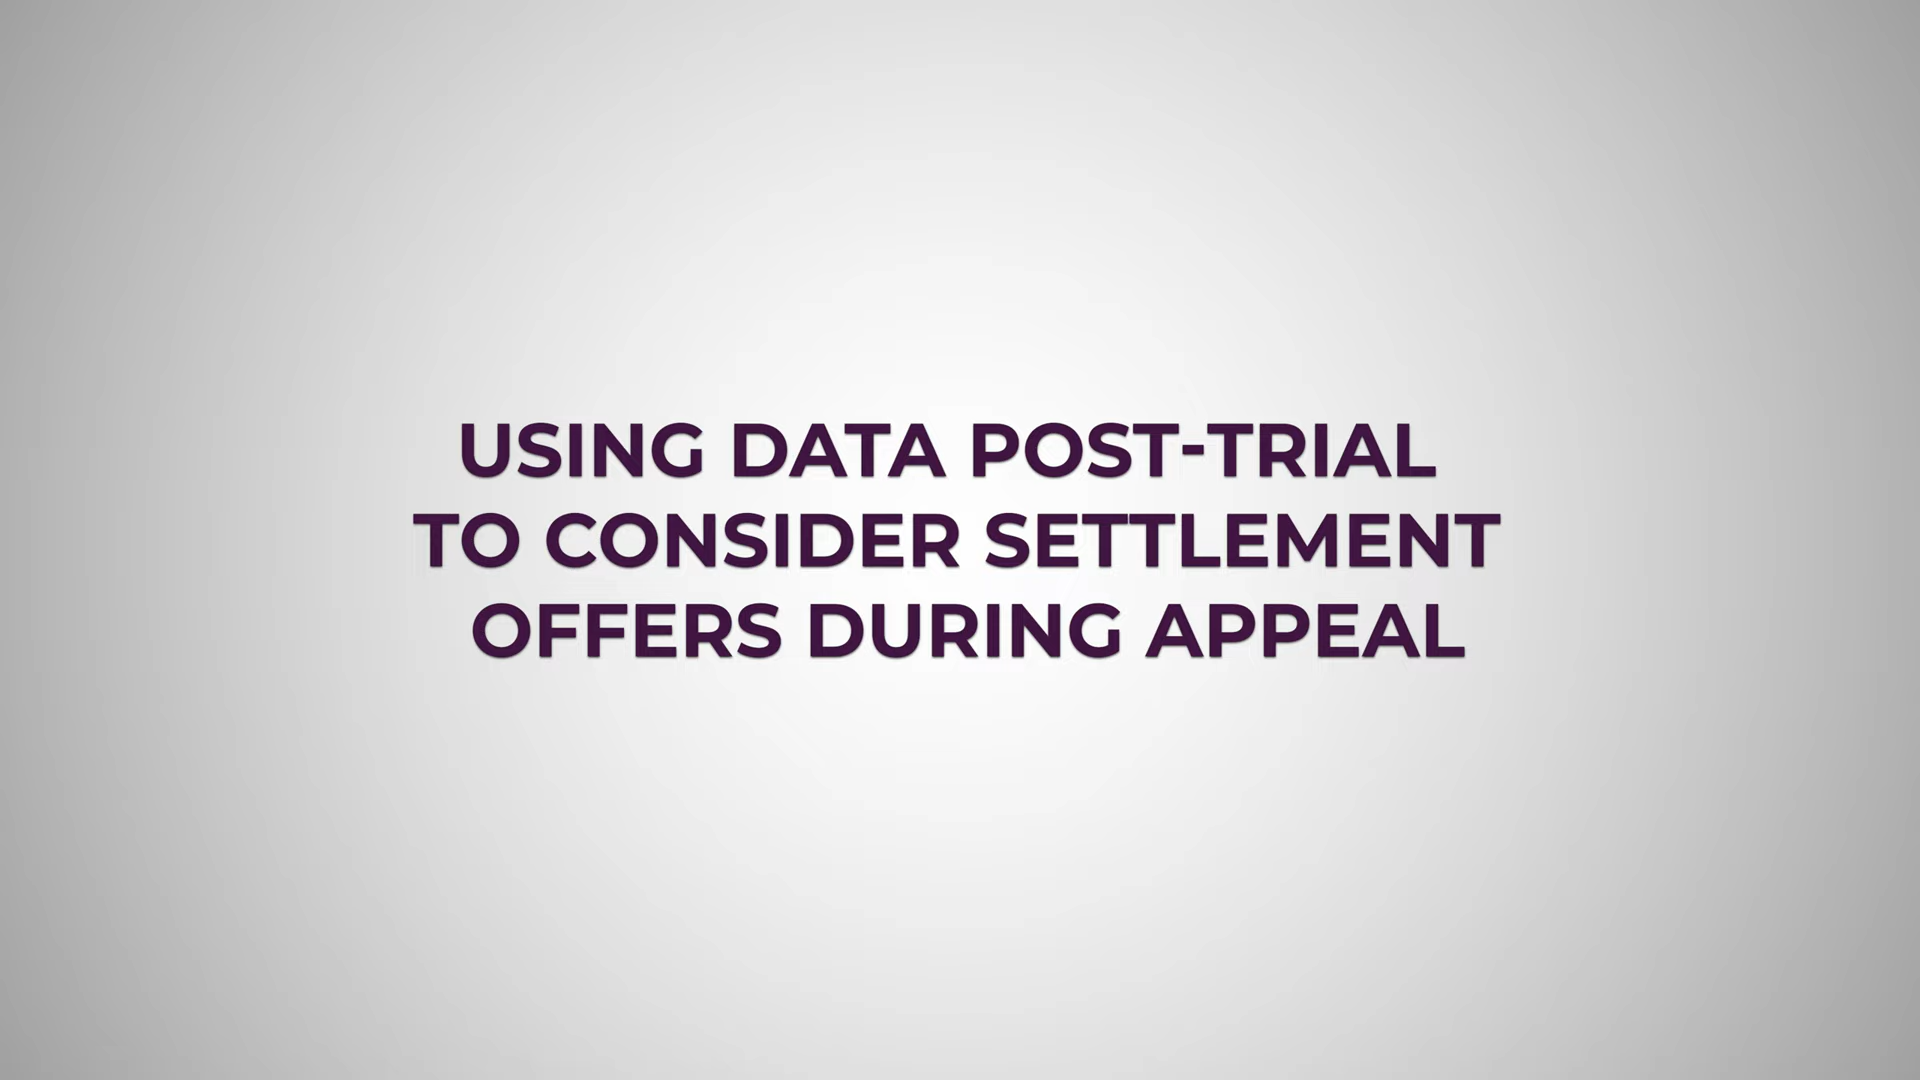 USING DATA POST-TRIAL
TO CONSIDER SETTLEMENT
OFFERS DURING APPEAL